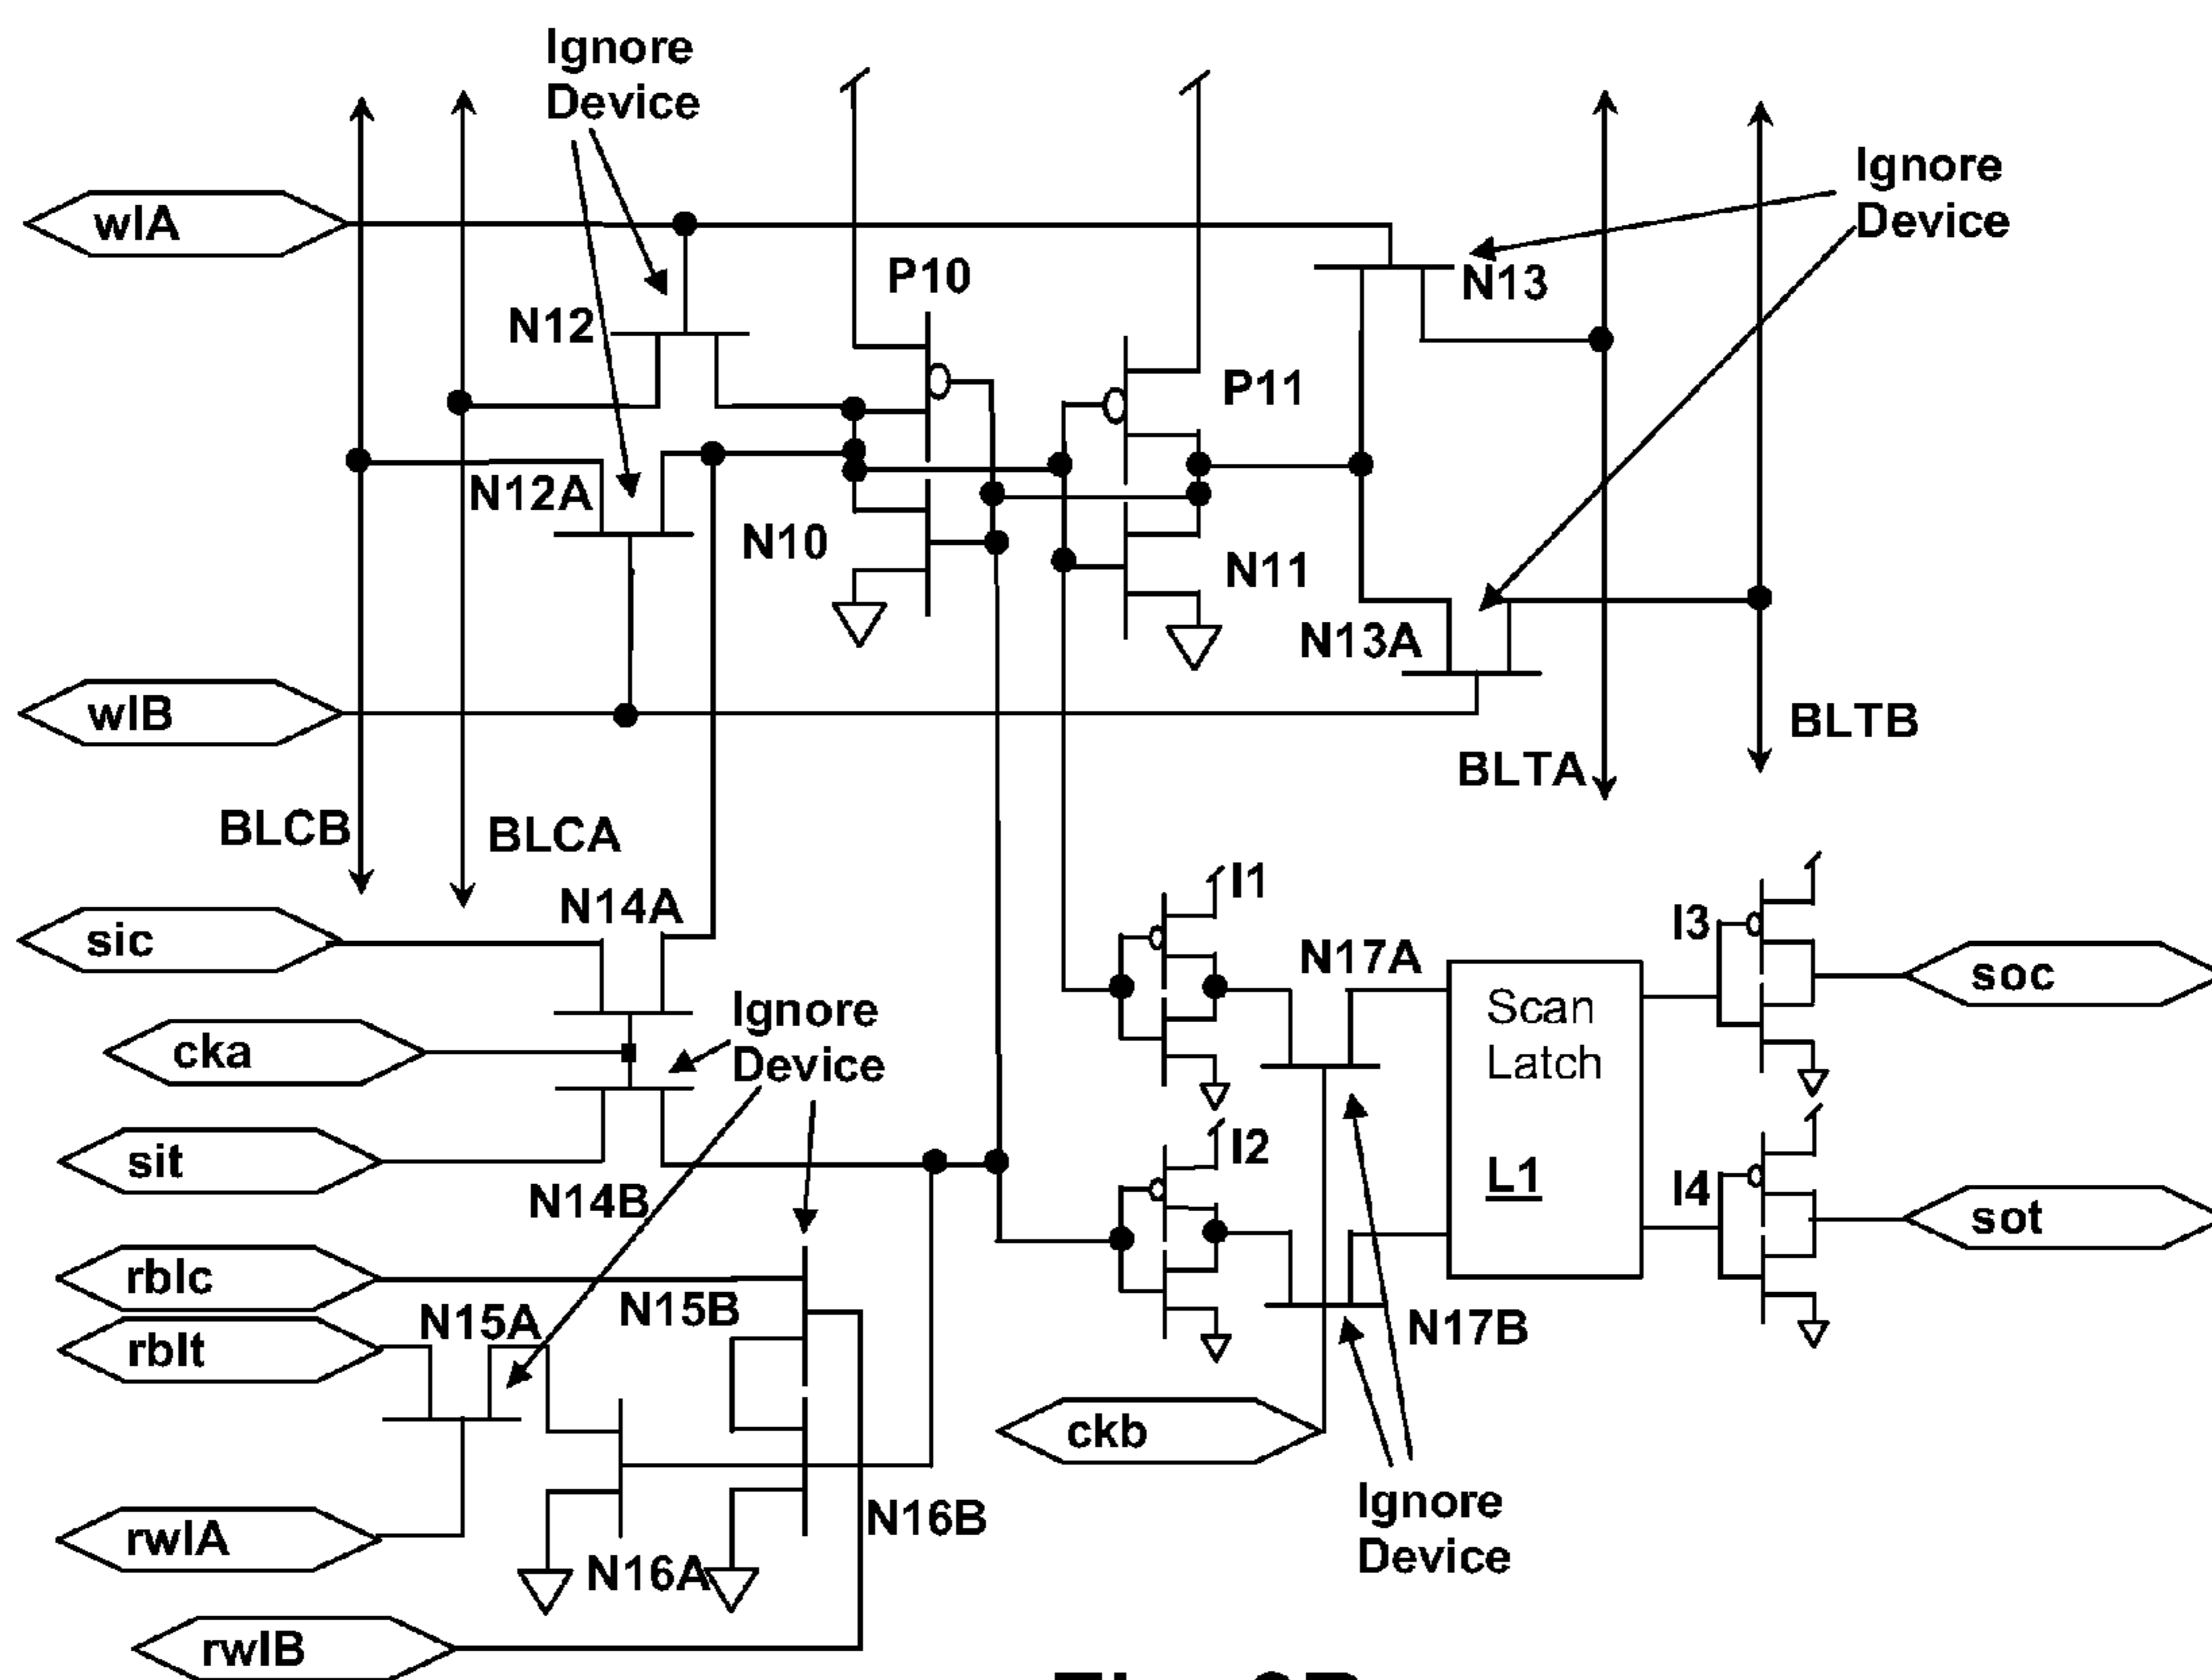 Ignore
Device
Ignore
Device
wlA
P10
N13
N12
P11
N12A
N10
N11
N13A
wlB
BLTB
BLTA
BLCB
BLCA
I1
N14A
I3
sic
N17A
soc
Ignore
Device
Scan
Latch
cka
I2
sit
L1
I4
N14B
sot
rblc
N15A
N15B
N17B
rblt
ckb
Ignore
Device
rwlA
N16B
N16A
rwlB